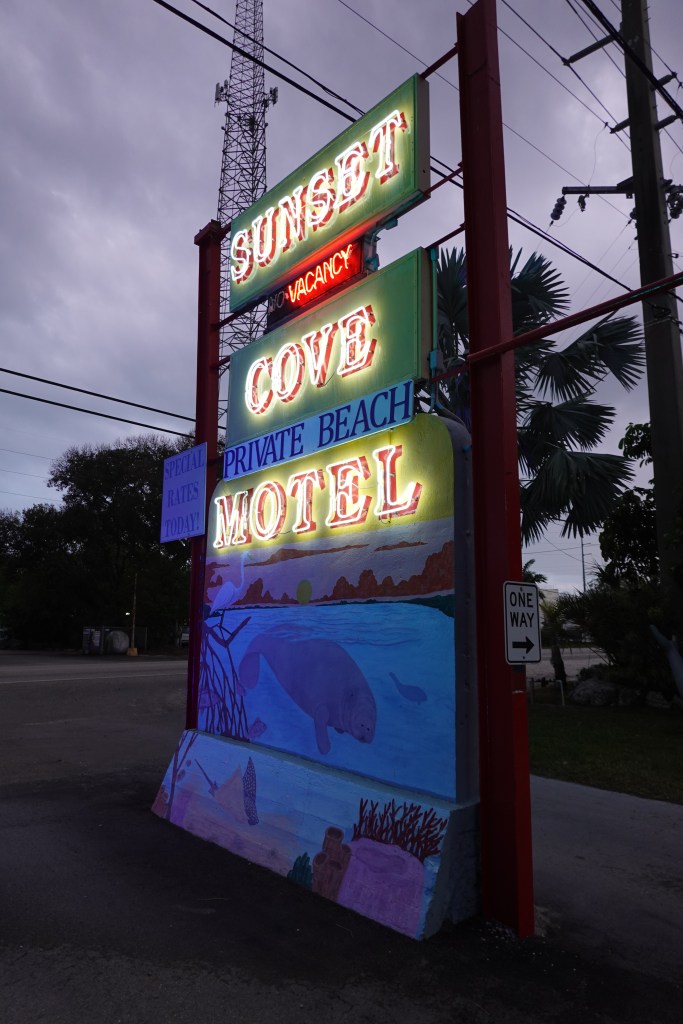 SUNSET
NO VACANCY
COVE
PRIVATE BEACH
MOTEL
SPECIAL
RATES
TODAY!
ONE
WAY